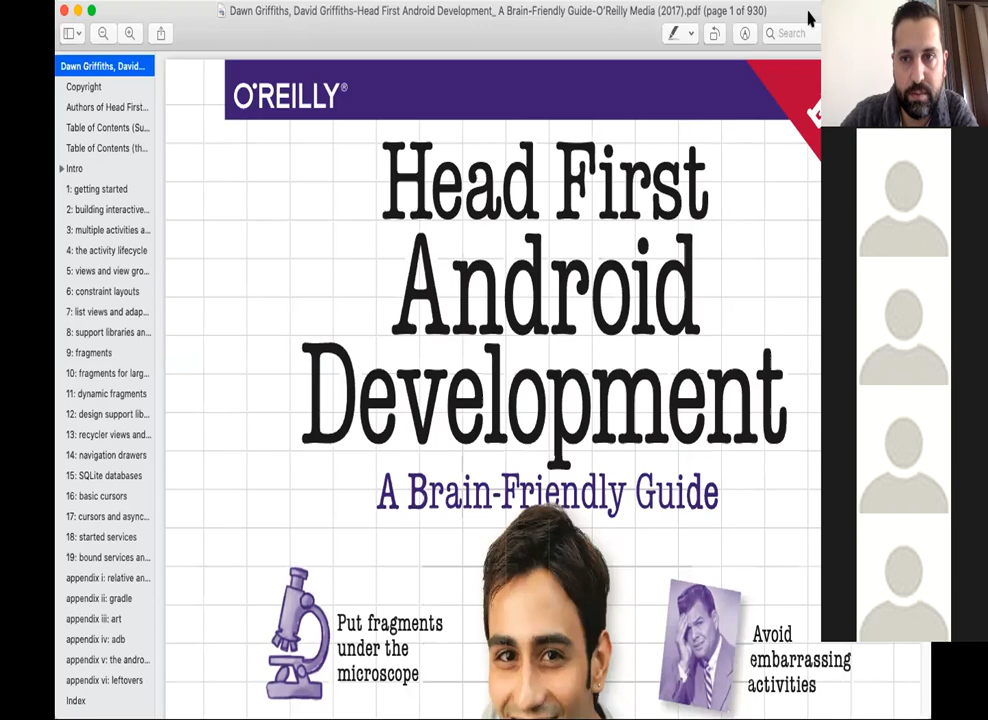 Dawn Griffiths, David Griffiths-Head First Android Development_ A Brain-Friendly Guide-O'Reilly Media (2017).pdf (page 1 of 930)
Search
Dawn Griffiths, David...
Copyright
Authors of Head First...
Table of Contents (Su...
Table of Contents (th...
Intro
1: getting started
2: building interactive...
3: multiple activities a...
4: the activity lifecycle
5: views and view gro...
6: constraint layouts
7: list views and adap...
8: support libraries an...
9: fragments
10: fragments for larg...
11: dynamic fragments
12: design support lib...
13: recycler views and...
14: navigation drawers
15: SQLite databases
16: basic cursors
17: cursors and async...
18: started services
19: bound services an...
appendix i: relative an...
appendix ii: gradle
appendix iii: art
appendix iv: adb
appendix v: the andro...
appendix vi: leftovers
Index
O'REILLY®
Head First
Android
Development
A Brain-Friendly Guide
Put fragments
under the
microscope
Avoid
embarrassing
activities